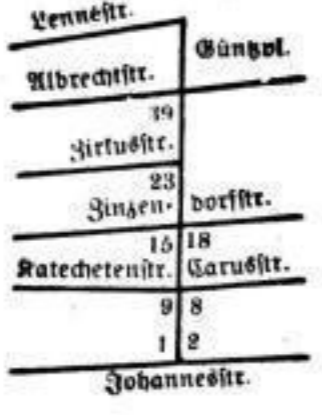 Lennéstr.
Güntzpl.
Albrechtstr.
39
Zirkusstr.
23
Zinzen- dorfstr.
15 18
Katechetenstr. Carusstr.
9 8
1 2
Johannesstr.